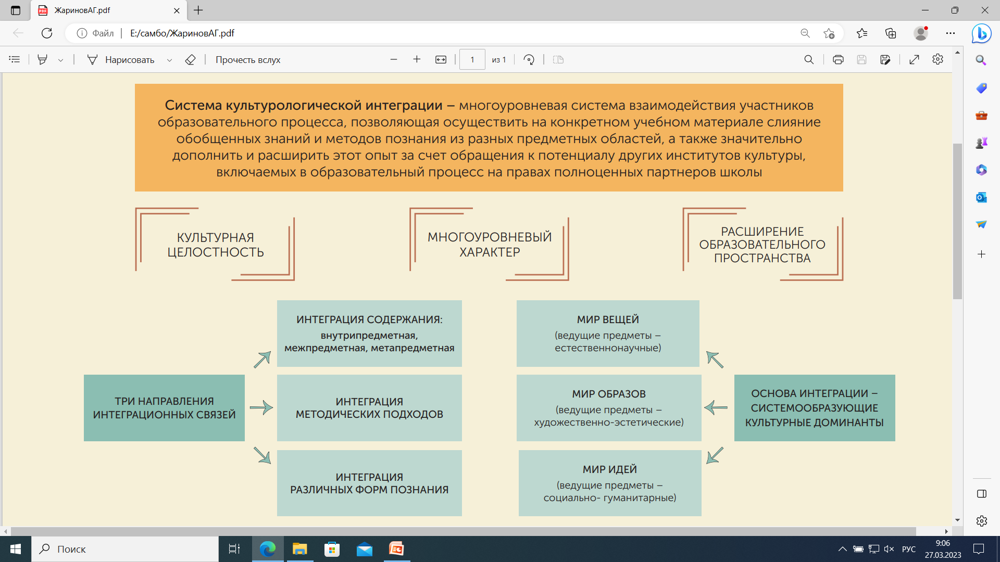 ЖариновАГ.pdf
Файл
E:/самбо/ЖариновАГ.pdf
Нарисовать
Прочесть вслух
1
из 1
Система культурологической интеграции – многоуровневая система взаимодействия участников
образовательного процесса, позволяющая осуществить на конкретном учебном материале слияние
обобщенных знаний и методов познания из разных предметных областей, а также значительно
дополнить и расширить этот опыт за счет обращения к потенциалу других институтов культуры,
включаемых в образовательный процесс на правах полноценных партнеров школы
КУЛЬТУРНАЯ
ЦЕЛОСТНОСТЬ
МНОГОУРОВНЕВЫЙ
ХАРАКТЕР
РАСШИРЕНИЕ
ОБРАЗОВАТЕЛЬНОГО
ПРОСТРАНСТВА
ТРИ НАПРАВЛЕНИЯ
ИНТЕГРАЦИОННЫХ СВЯЗЕЙ
ИНТЕГРАЦИЯ СОДЕРЖАНИЯ:
внутрипредметная,
межпредметная, метапредметная
ИНТЕГРАЦИЯ
МЕТОДИЧЕСКИХ ПОДХОДОВ
ИНТЕГРАЦИЯ
РАЗЛИЧНЫХ ФОРМ ПОЗНАНИЯ
МИР ВЕЩЕЙ
(ведущие предметы –
естественнонаучные)
МИР ОБРАЗОВ
(ведущие предметы –
художественно-эстетические)
МИР ИДЕЙ
(ведущие предметы –
социально- гуманитарные)
ОСНОВА ИНТЕГРАЦИИ –
СИСТЕМООБРАЗУЮЩИЕ
КУЛЬТУРНЫЕ ДОМИНАНТЫ
Поиск
РУС
9:06
27.03.2023